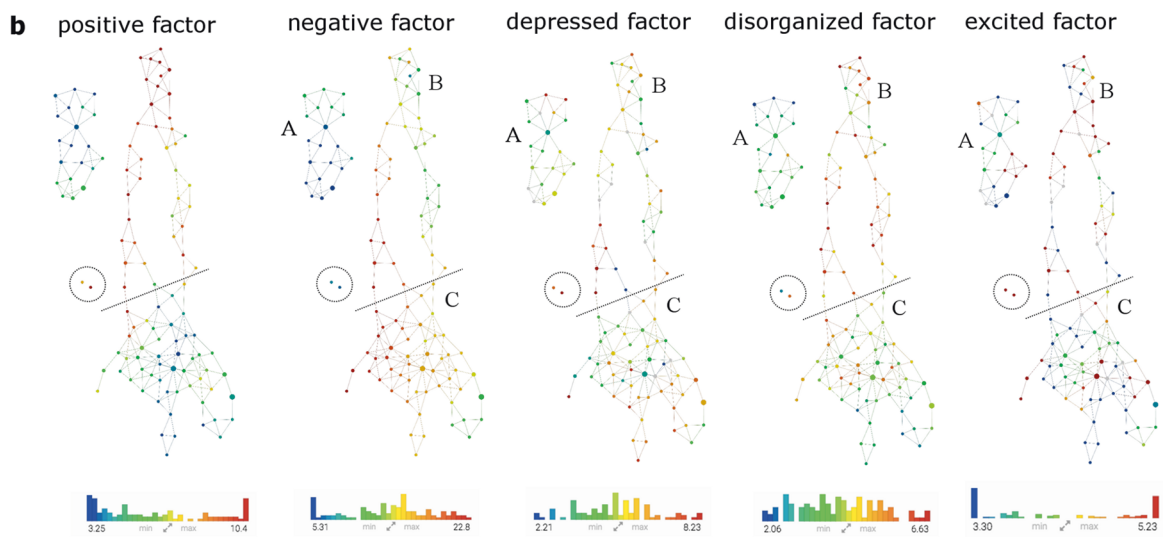 b positive factor negative factor depressed factor disorganized factor excited factor
B B B B
A A A A
C C C C
min max min max min max min max min max
3.25 10.4 5.31 22.8 2.21 8.23 2.06 6.63 3.30 5.23